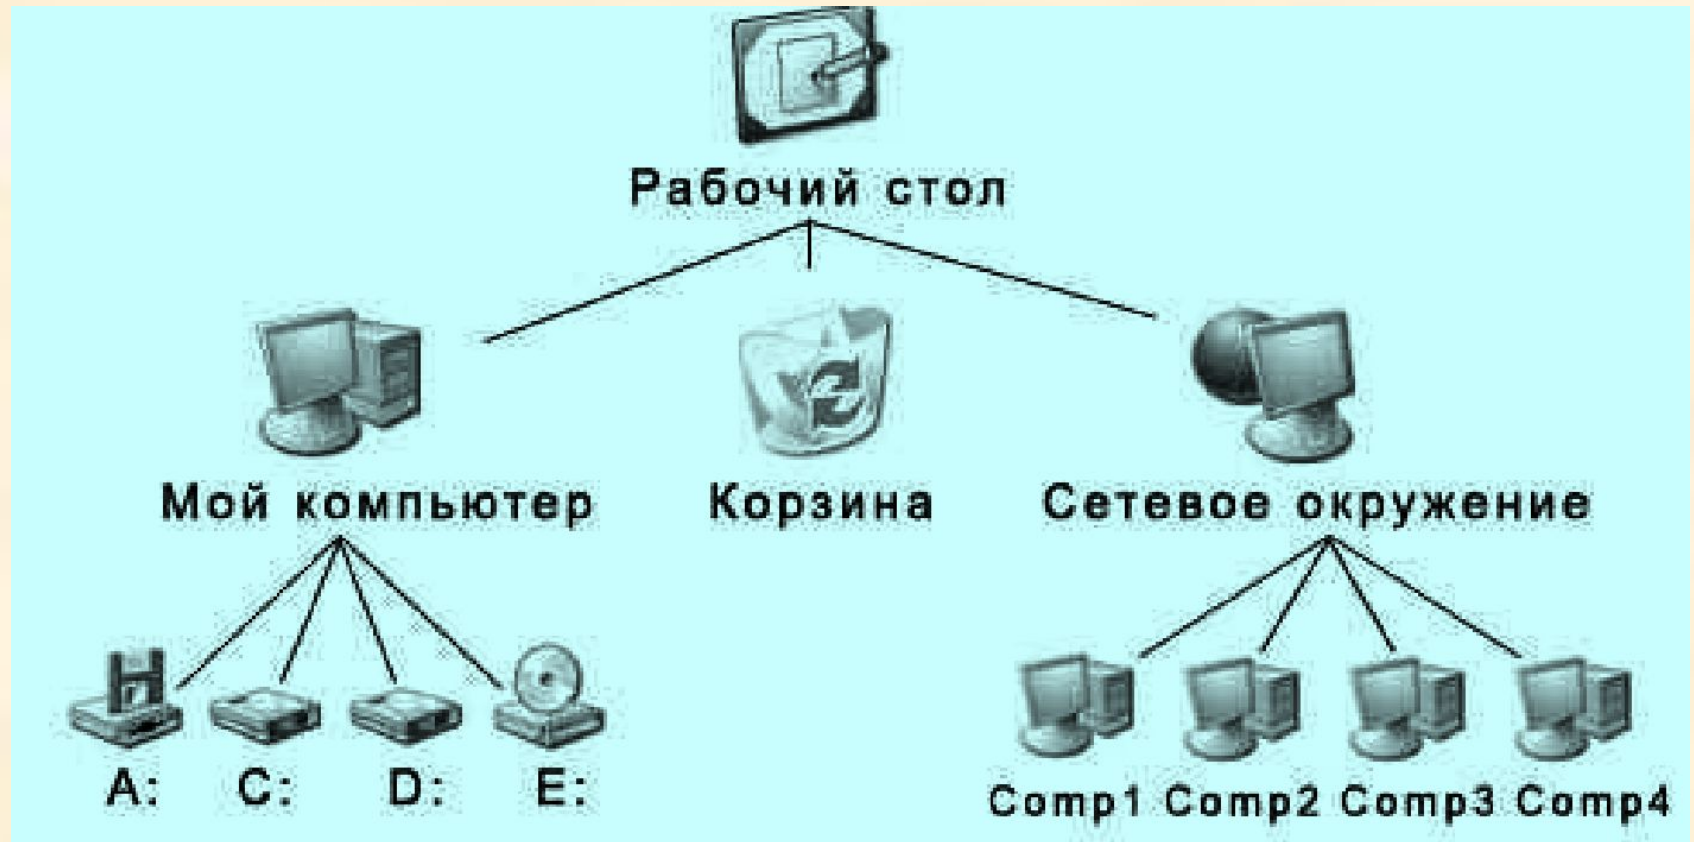 Рабочий стол
Мой компьютер Корзина Сетевое окружение
A: C: D: E:
Comp1 Comp2 Comp3 Comp4